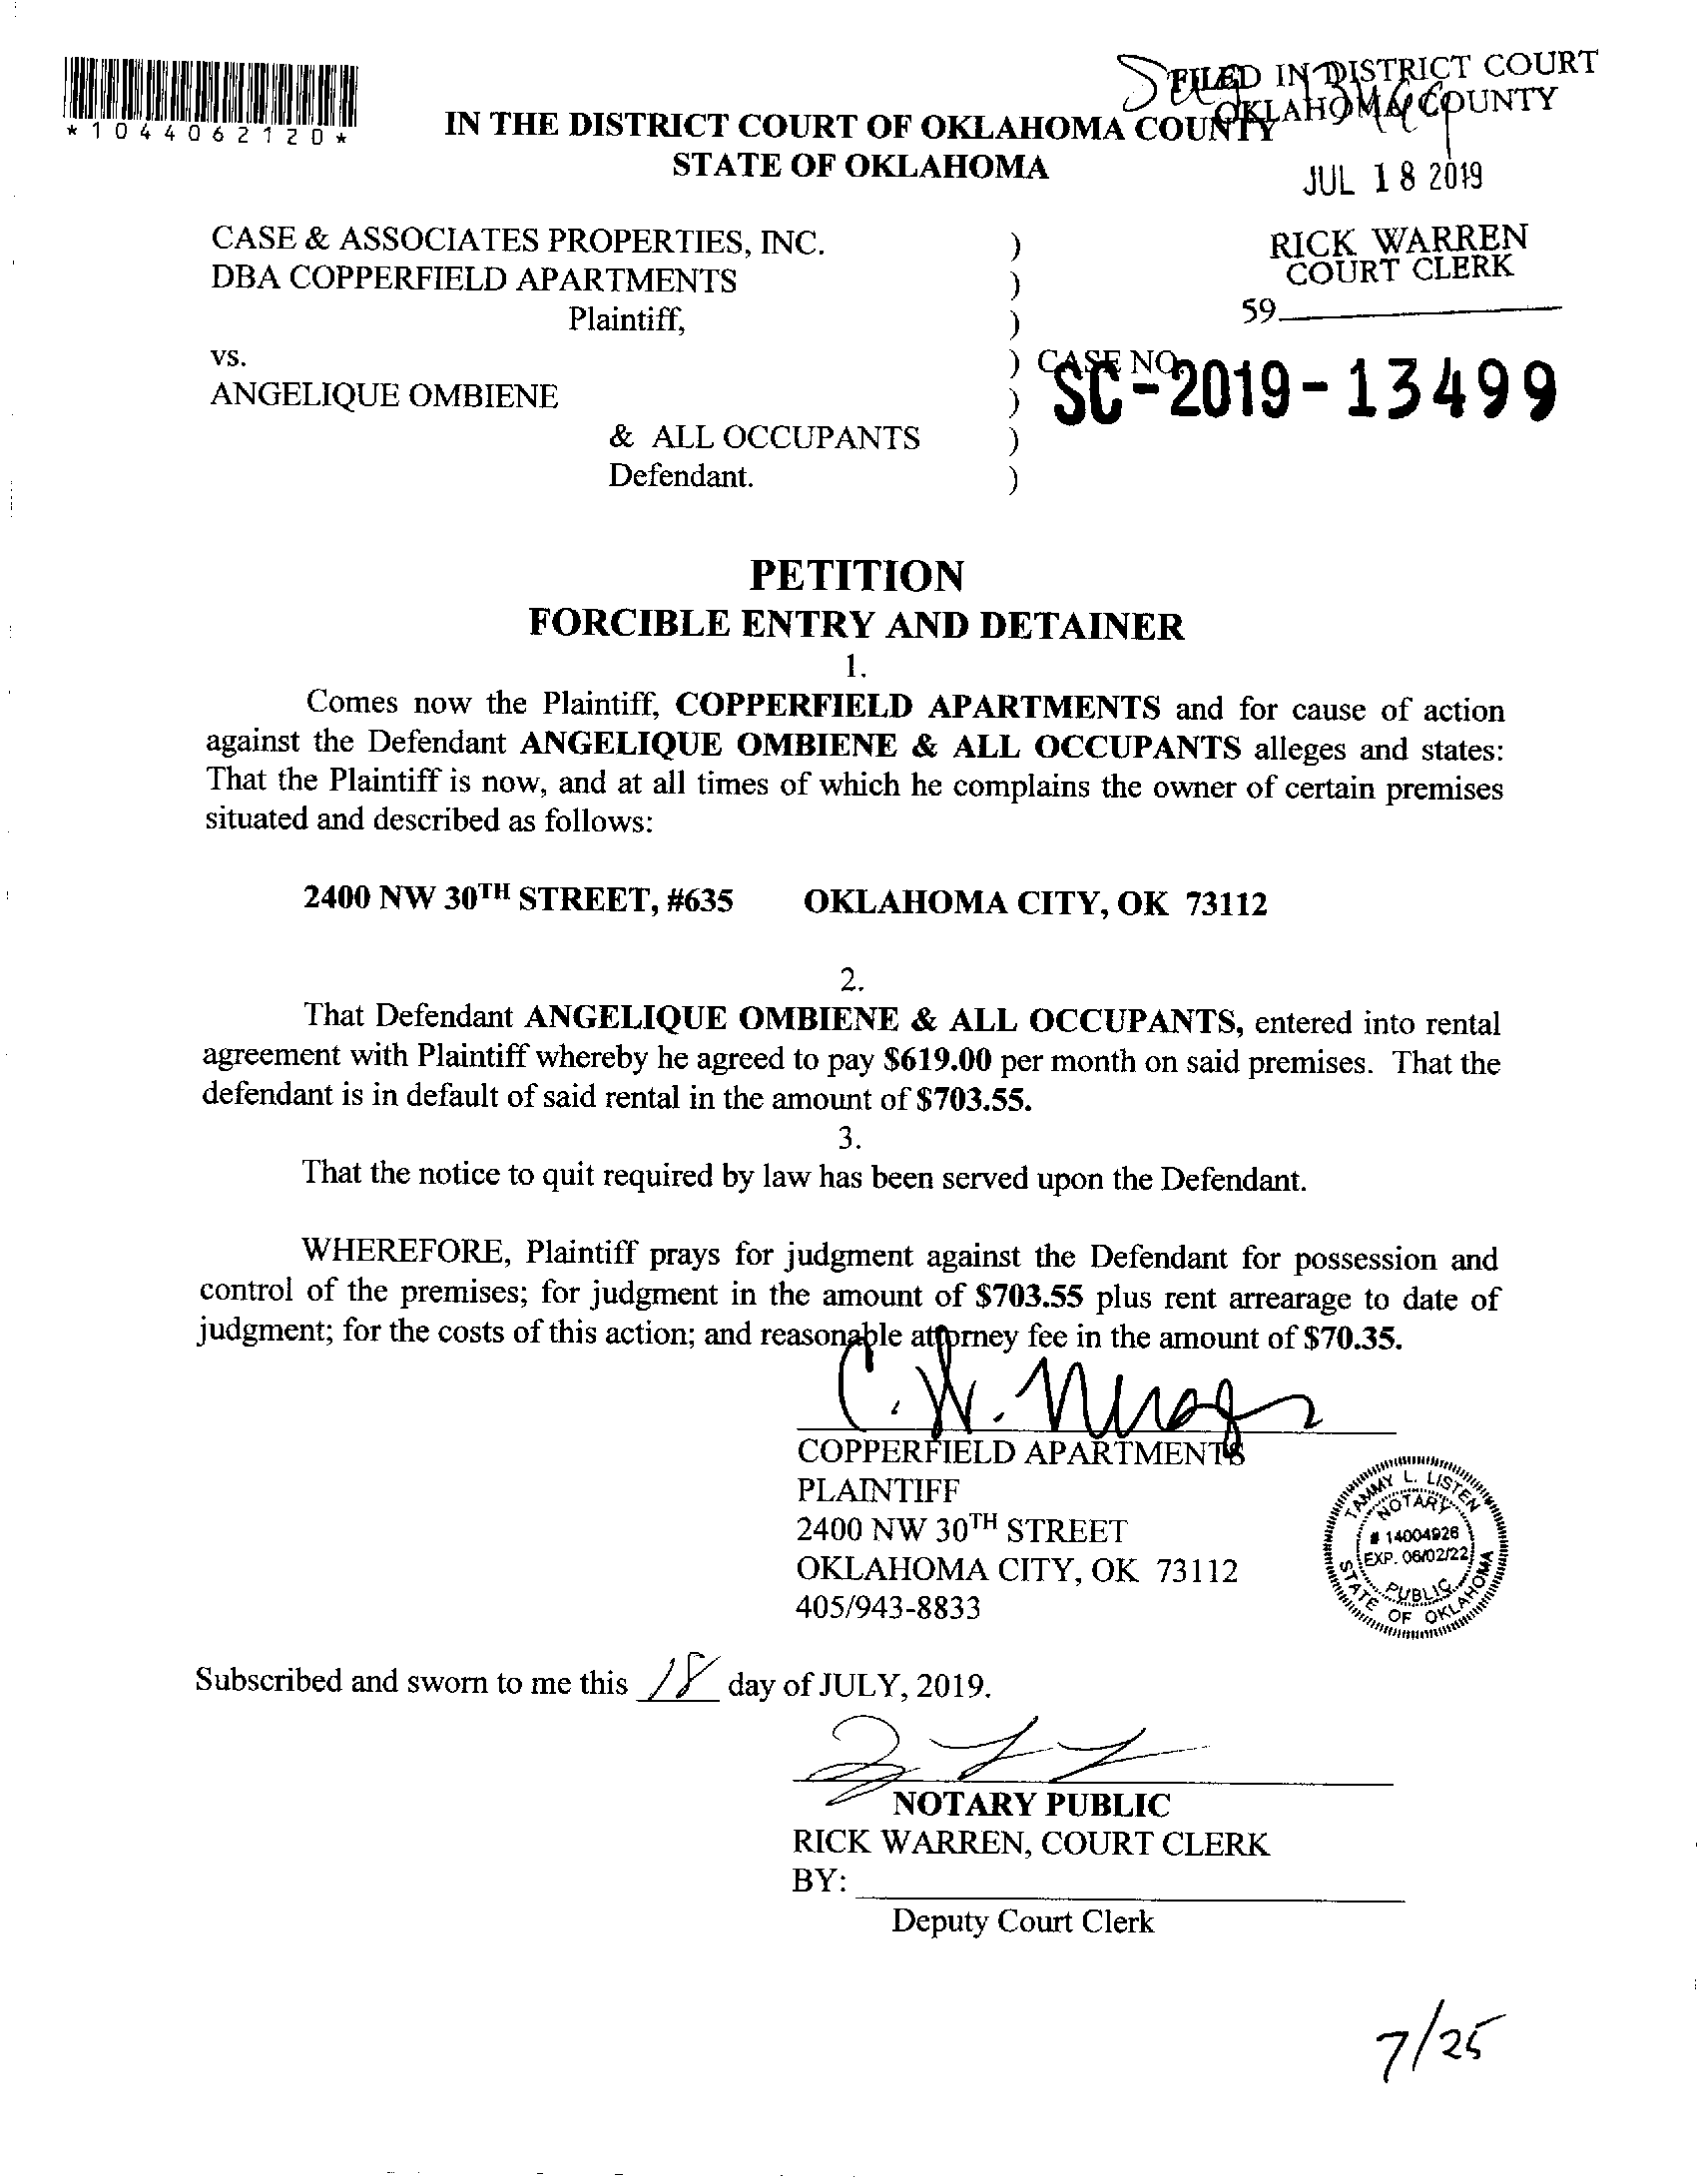 FILED IN DISTRICT COURT
OKLAHOMA COUNTY
*1044062120*
IN THE DISTRICT COURT OF OKLAHOMA COUNTY
STATE OF OKLAHOMA
JUL 18 2019
CASE & ASSOCIATES PROPERTIES, INC. )
RICK WARREN
COURT CLERK
DBA COPPERFIELD APARTMENTS )
59
Plaintiff, )
vs. ) CASE NO.
SC-2019-13499
ANGELIQUE OMBIENE )
& ALL OCCUPANTS )
Defendant. )
PETITION
FORCIBLE ENTRY AND DETAINER
1.
Comes now the Plaintiff, COPPERFIELD APARTMENTS and for cause of action
against the Defendant ANGELIQUE OMBIENE & ALL OCCUPANTS alleges and states:
That the Plaintiff is now, and at all times of which he complains the owner of certain premises
situated and described as follows:
2400 NW 30TH STREET, #635 OKLAHOMA CITY, OK 73112
2.
That Defendant ANGELIQUE OMBIENE & ALL OCCUPANTS, entered into rental
agreement with Plaintiff whereby he agreed to pay $619.00 per month on said premises. That the
defendant is in default of said rental in the amount of $703.55.
3.
That the notice to quit required by law has been served upon the Defendant.
WHEREFORE, Plaintiff prays for judgment against the Defendant for possession and
control of the premises; for judgment in the amount of $703.55 plus rent arrearage to date of
judgment; for the costs of this action; and reasonable attorney fee in the amount of $70.35.
COPPERFIELD APARTMENTS
PLAINTIFF
2400 NW 30TH STREET
OKLAHOMA CITY, OK 73112
405/943-8833
TAMMY L. LISTEN
NOTARY
# 14004926
EXP. 06/02/22
PUBLIC
STATE OF OKLAHOMA
Subscribed and sworn to me this 18 day of JULY, 2019.
NOTARY PUBLIC
RICK WARREN, COURT CLERK
BY:
Deputy Court Clerk
7/25